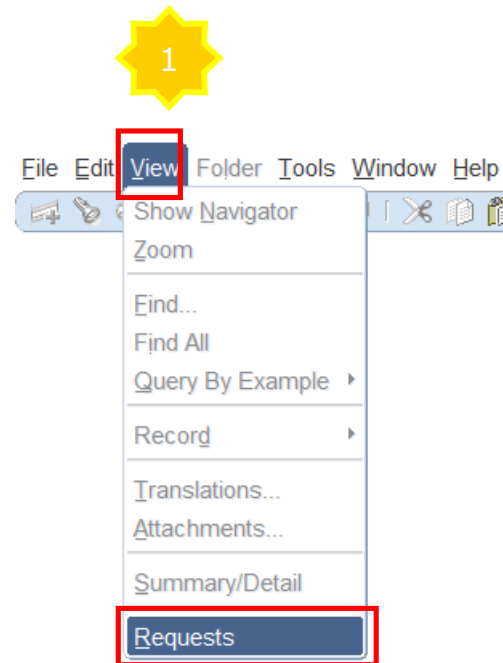 1
File Edit View Folder Tools Window Help
Show Navigator
Zoom
Find...
Find All
Query By Example
Record
Translations...
Attachments...
Summary/Detail
Requests